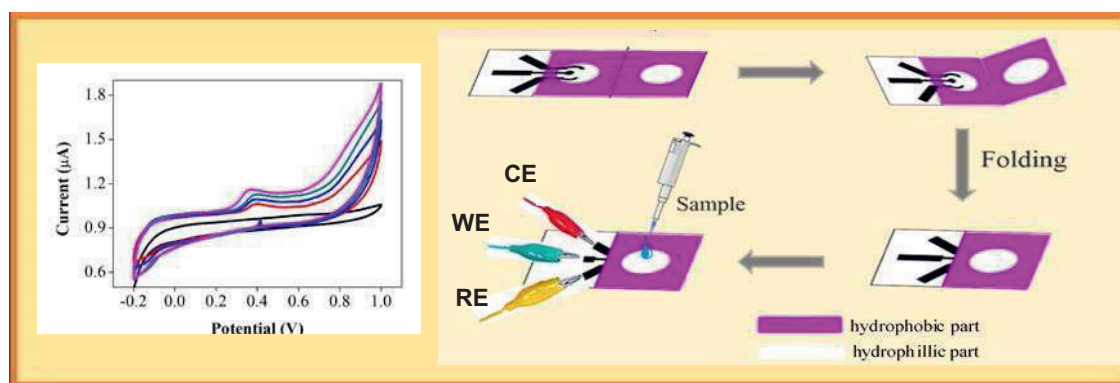 1.8
1.5
1.2
0.9
0.6
Current (μA)
-0.2 0.0 0.2 0.4 0.6 0.8 1.0
Potential (V)
Folding
CE
WE
RE
Sample
hydrophobic part
hydrophillic part